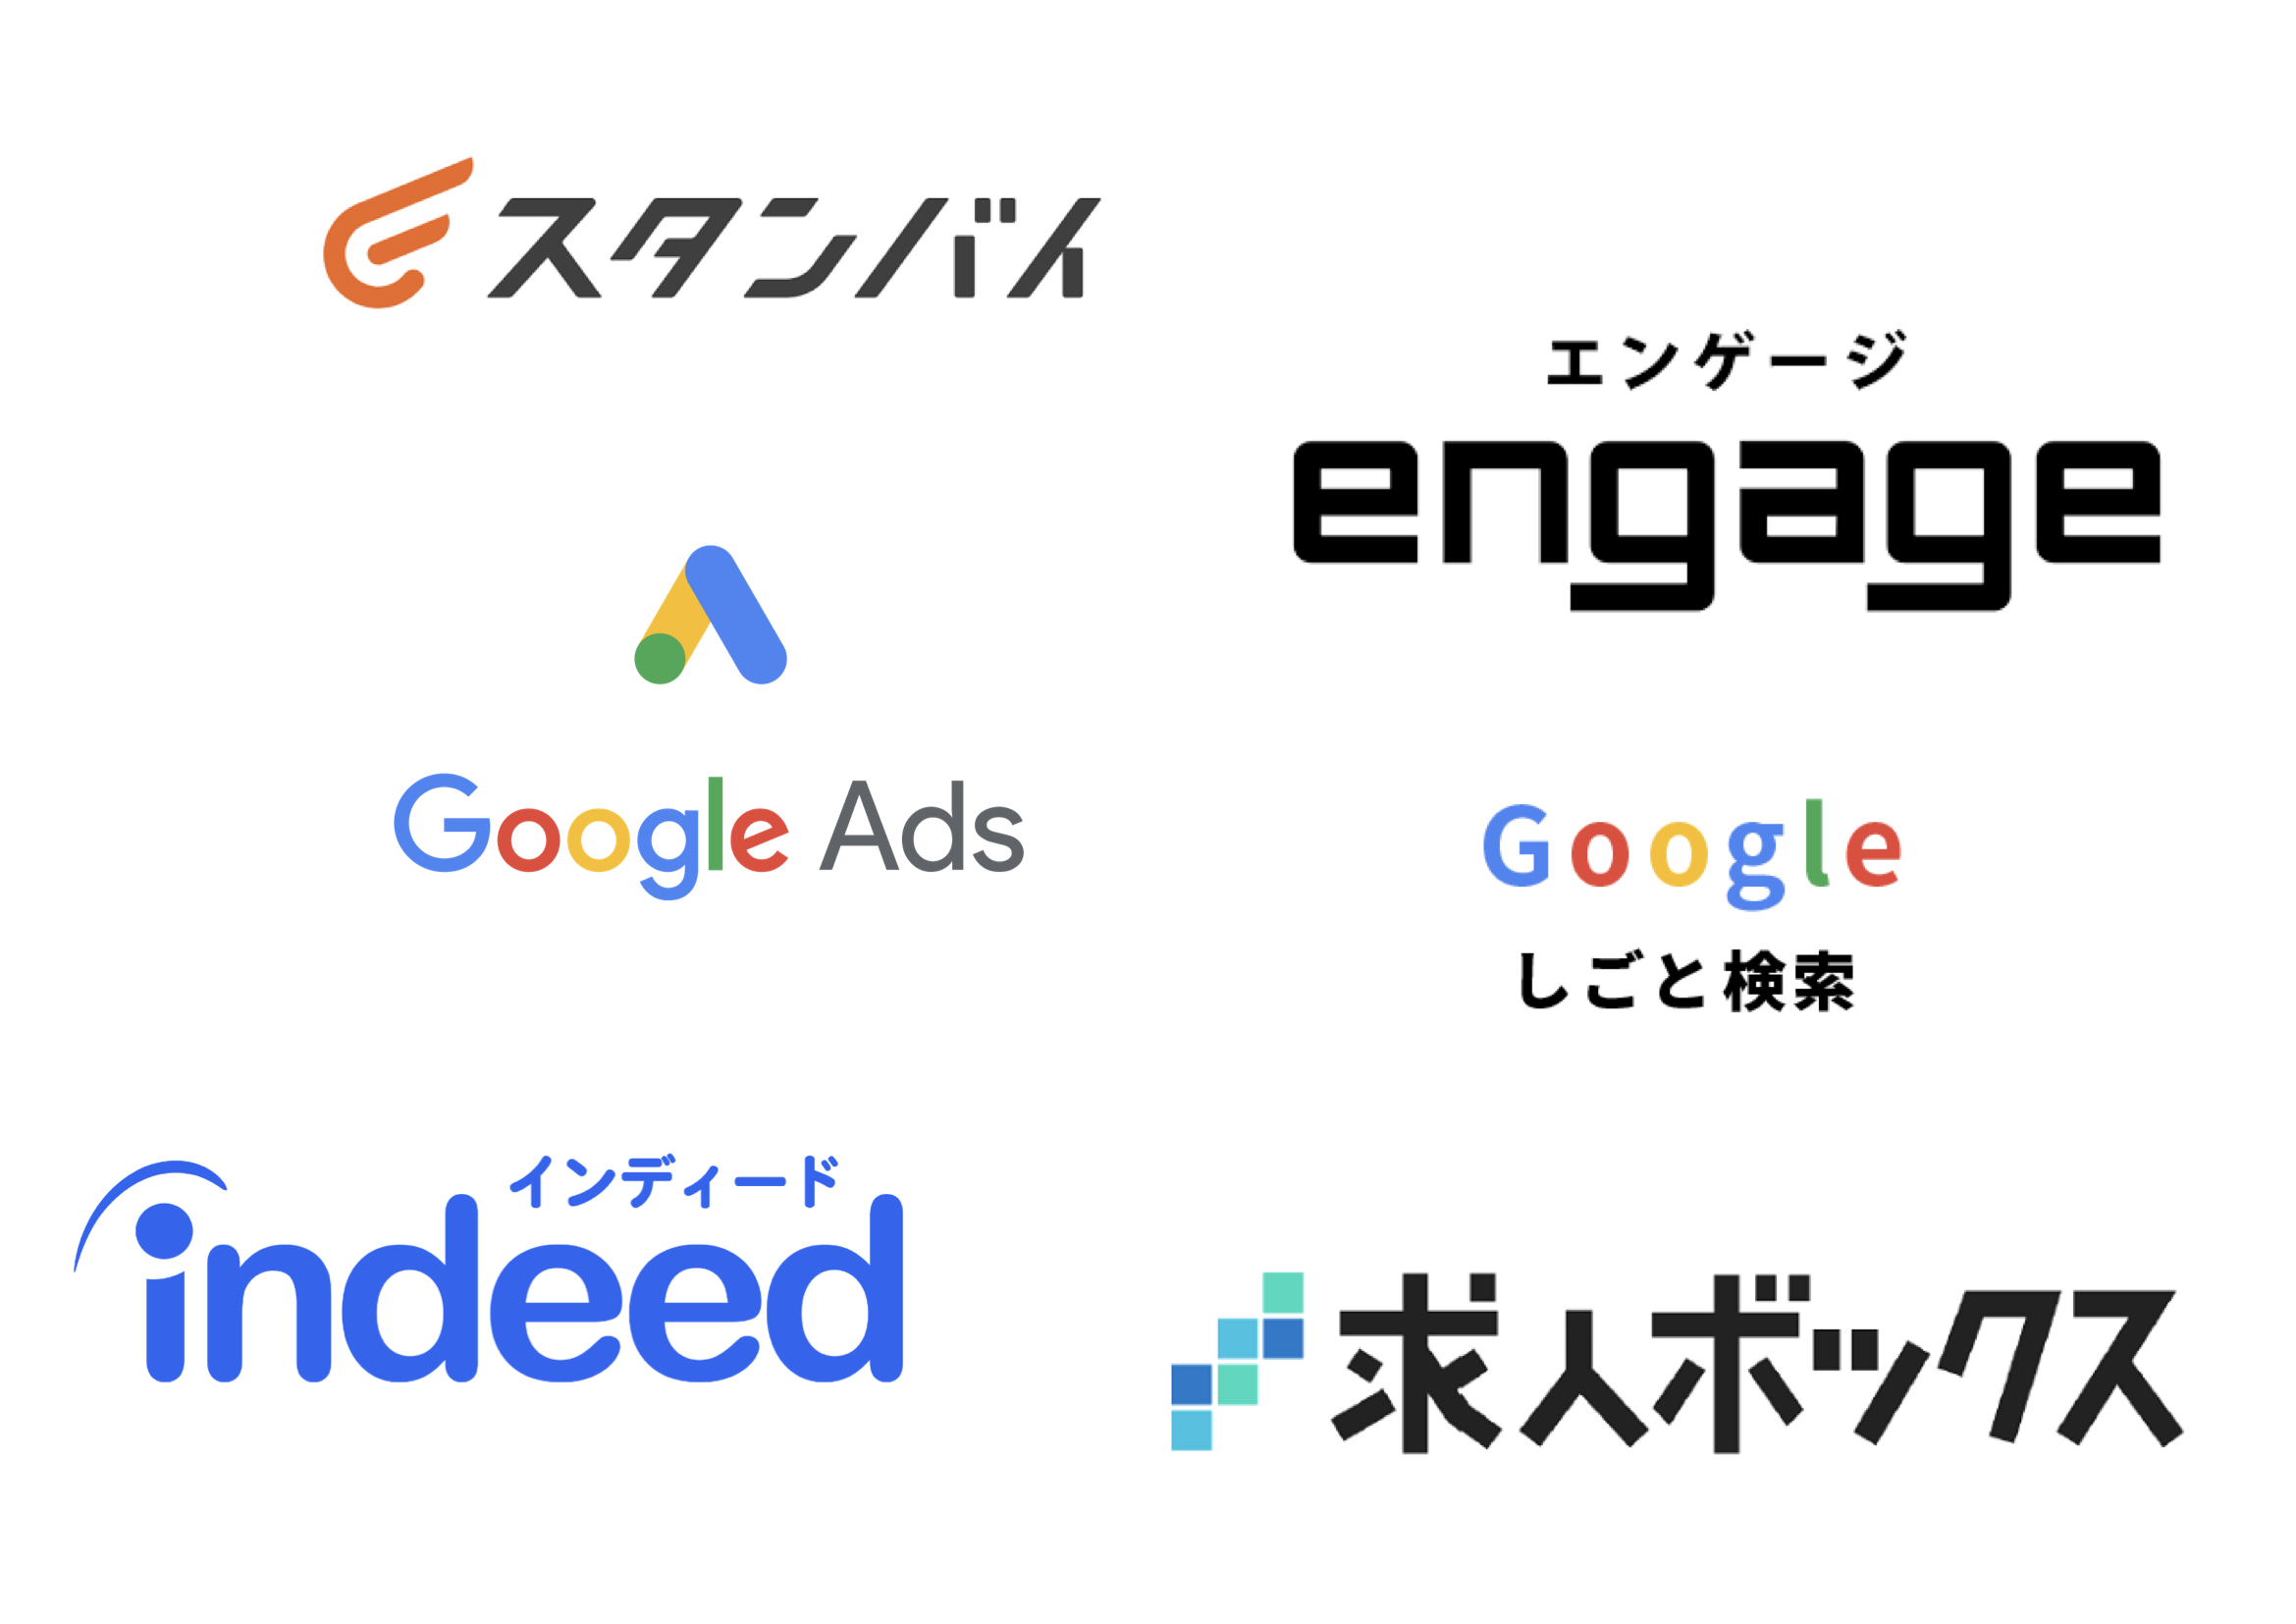 スタンバイ
エンゲージ
engage
Google Ads
Google
しごと検索
インディード
indeed
求人ボックス